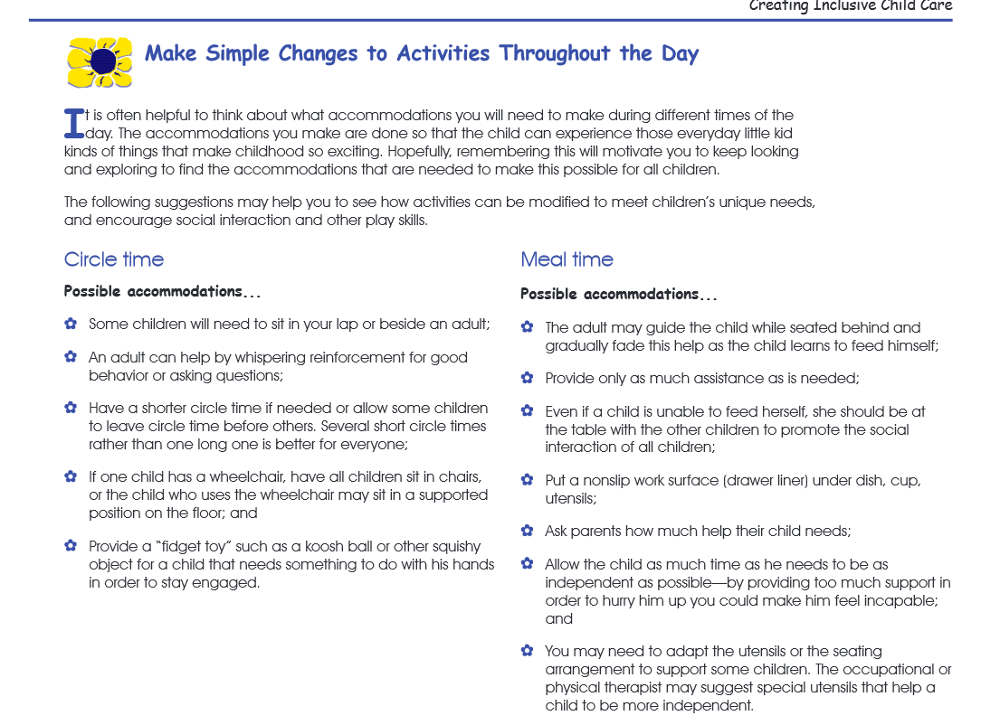 Creating Inclusive Child Care
Make Simple Changes to Activities Throughout the Day
It is often helpful to think about what accommodations you will need to make during different times of the
day. The accommodations you make are done so that the child can experience those everyday little kid
kinds of things that make childhood so exciting. Hopefully, remembering this will motivate you to keep looking
and exploring to find the accommodations that are needed to make this possible for all children.
The following suggestions may help you to see how activities can be modified to meet children's unique needs,
and encourage social interaction and other play skills.
Circle time
Possible accommodations...
Some children will need to sit in your lap or beside an adult;
An adult can help by whispering reinforcement for good
behavior or asking questions;
Have a shorter circle time if needed or allow some children
to leave circle time before others. Several short circle times
rather than one long one is better for everyone;
If one child has a wheelchair, have all children sit in chairs,
or the child who uses the wheelchair may sit in a supported
position on the floor; and
Provide a “fidget toy” such as a koosh ball or other squishy
object for a child that needs something to do with his hands
in order to stay engaged.
Meal time
Possible accommodations...
The adult may guide the child while seated behind and
gradually fade this help as the child learns to feed himself;
Provide only as much assistance as is needed;
Even if a child is unable to feed herself, she should be at
the table with the other children to promote the social
interaction of all children;
Put a nonslip work surface (drawer liner) under dish, cup,
utensils;
Ask parents how much help their child needs;
Allow the child as much time as he needs to be as
independent as possible—by providing too much support in
order to hurry him up you could make him feel incapable;
and
You may need to adapt the utensils or the seating
arrangement to support some children. The occupational or
physical therapist may suggest special utensils that help a
child to be more independent.